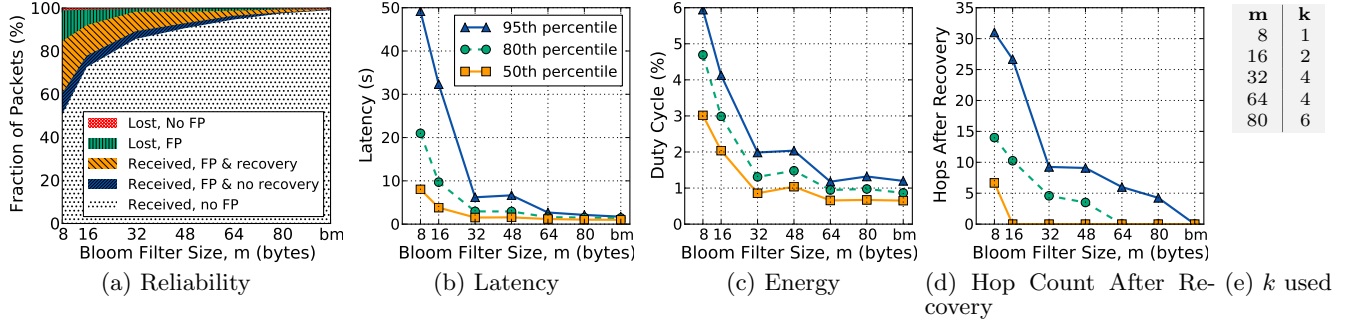 Fraction of Packets (%)
100
80
60
40
20
0
Lost, No FP
Lost, FP
Received, FP & recovery
Received, FP & no recovery
Received, no FP
8 16 32 48 64 80 bm
Bloom Filter Size, m (bytes)
(a) Reliability
Latency (s)
50
40
30
20
10
0
95th percentile
80th percentile
50th percentile
8 16 32 48 64 80 bm
Bloom Filter Size, m (bytes)
(b) Latency
Duty Cycle (%)
6
5
4
3
2
1
0
8 16 32 48 64 80 bm
Bloom Filter Size, m (bytes)
(c) Energy
Hops After Recovery
35
30
25
20
15
10
5
0
8 16 32 48 64 80 bm
Bloom Filter Size, m (bytes)
(d) Hop Count After Re-
covery
m k
8 1
16 2
32 4
64 4
80 6
(e) k used